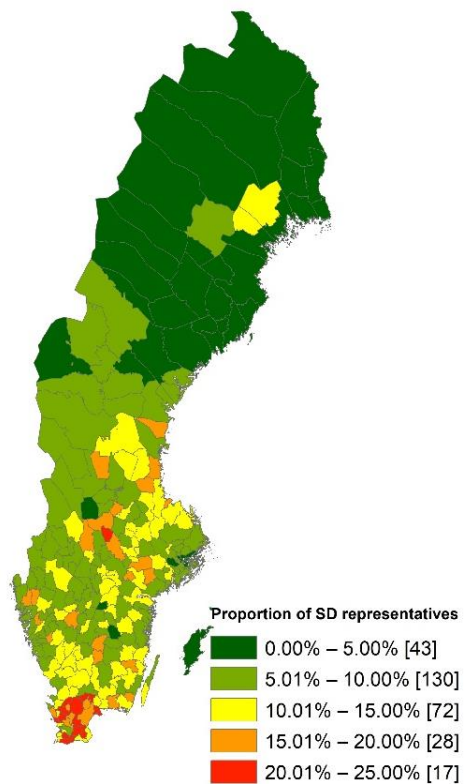 Proportion of SD representatives
0.00% – 5.00% [43]
5.01% – 10.00% [130]
10.01% – 15.00% [72]
15.01% – 20.00% [28]
20.01% – 25.00% [17]